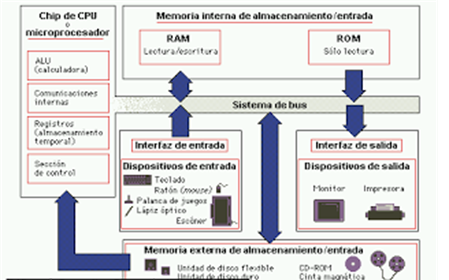 Chip de CPU
o
microprocesador
ALU
(calculadora)
Comunicaciones
internas
Registros
(almacenamiento
temporal)
Sección
de control
Memoria interna de almacenamiento/entrada
RAM
Lectura/escritura
ROM
Sólo lectura
Sistema de bus
Interfaz de entrada
Dispositivos de entrada
Teclado
Ratón (mouse)
Palanca de juegos
Lápiz óptico
Escáner
Interfaz de salida
Dispositivos de salida
Monitor
Impresora
Memoria externa de almacenamiento/entrada
Unidad de disco flexible
Unidad de disco duro
CD-ROM
Cinta magnética